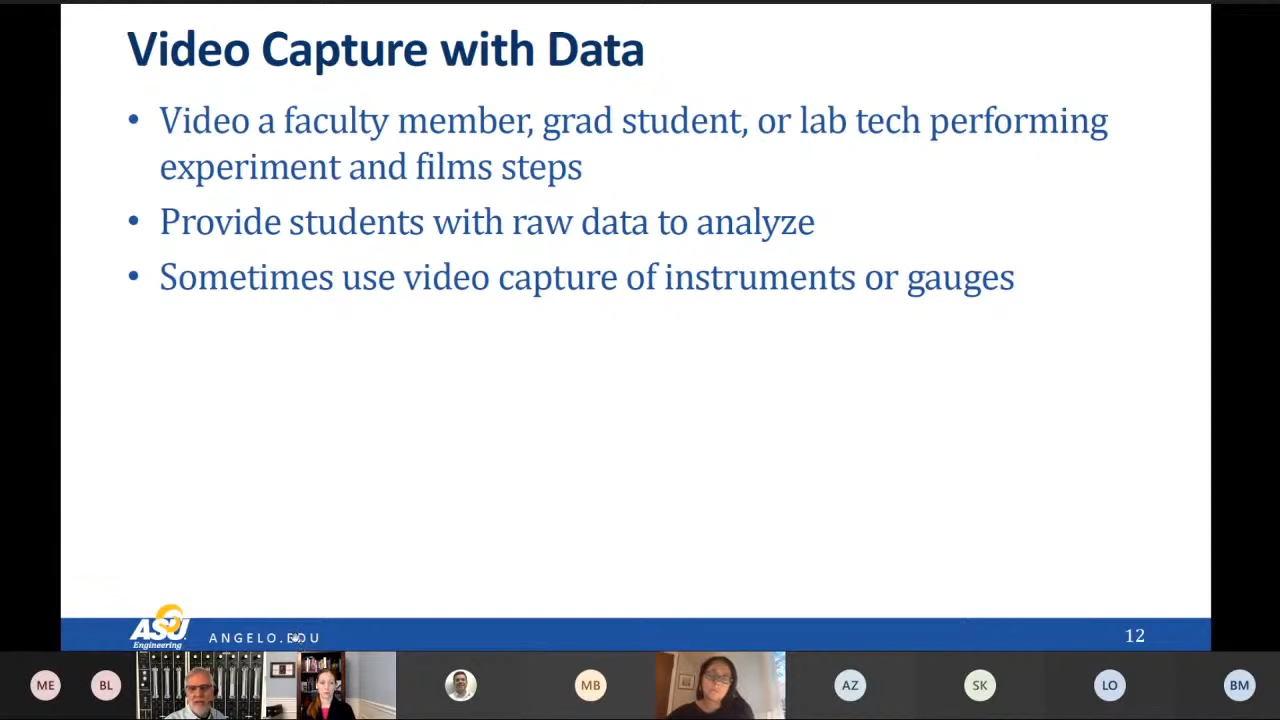 Video Capture with Data
• Video a faculty member, grad student, or lab tech performing
experiment and films steps
• Provide students with raw data to analyze
• Sometimes use video capture of instruments or gauges
ASU
Engineering
ANGELO.EDU
12
ME
BL
MB
AZ
SK
LO
BM